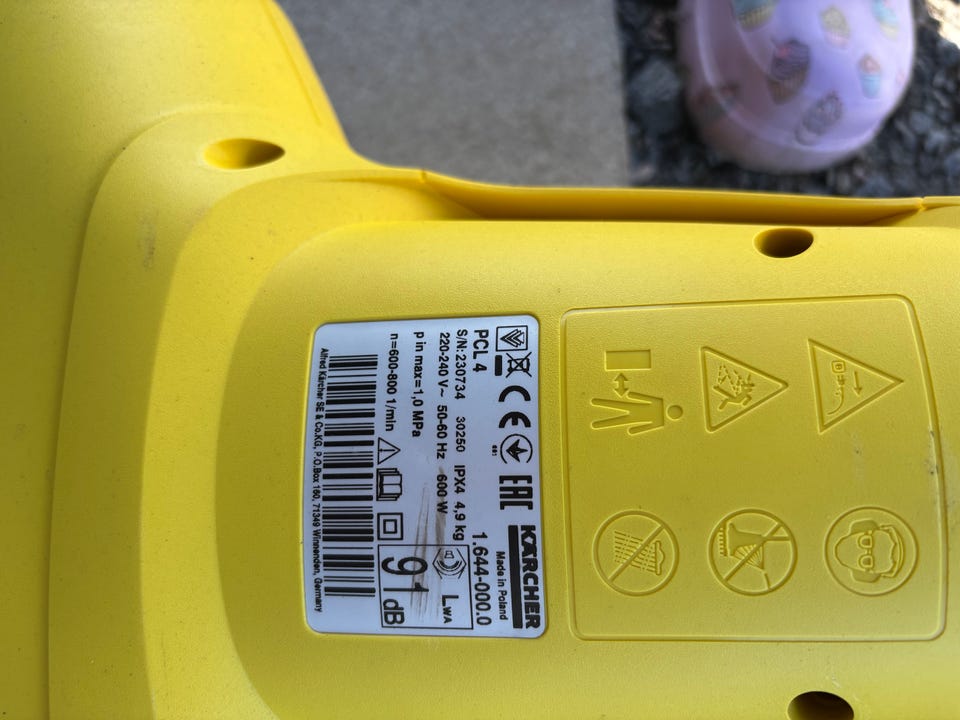 KÄRCHER
Made in Poland
PCL 4 1.644-000.0
S/N:230734 30250 IPX4 4,9 kg
220-240 V~ 50-60 Hz 600 W
p in max=1,0 MPa
n=600-800 1/min
LWA
91 dB
CE EAC
Alfred Kärcher SE & Co.KG, P.O.Box 160, 71349 Winnenden, Germany